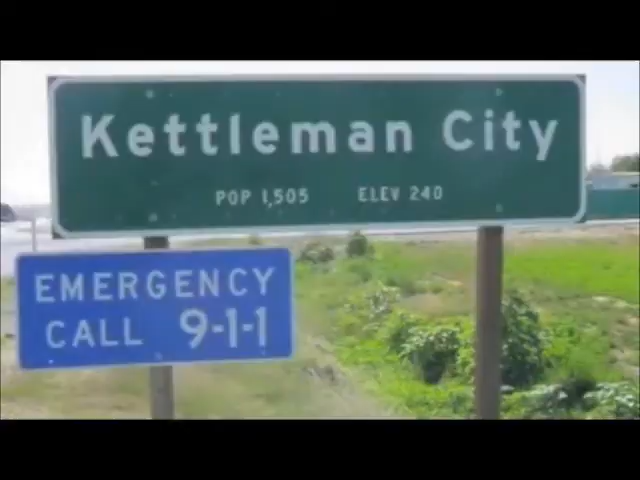 Kettleman City
POP 1,505 ELEV 240
EMERGENCY
CALL 9-1-1